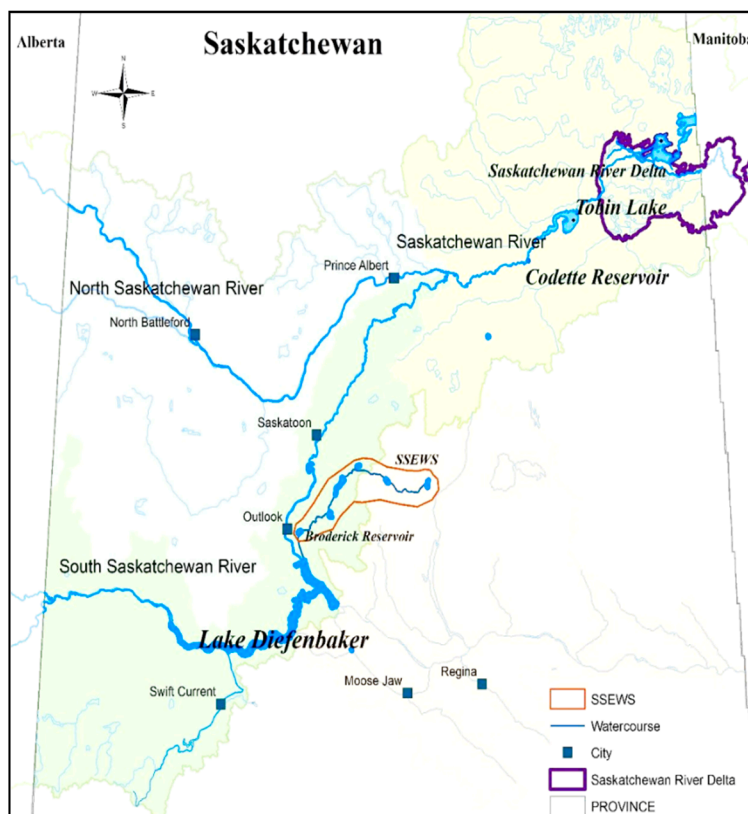 Alberta
Saskatchewan
Manitoba
N
W
E
S
Saskatchewan River Delta
Tobin Lake
Saskatchewan River
Prince Albert
Codette Reservoir
North Saskatchewan River
North Battleford
Saskatoon
SSEWS
Outlook
Broderick Reservoir
South Saskatchewan River
Lake Diefenbaker
Regina
Moose Jaw
Swift Current
SSEWS
Watercourse
City
Saskatchewan River Delta
PROVINCE